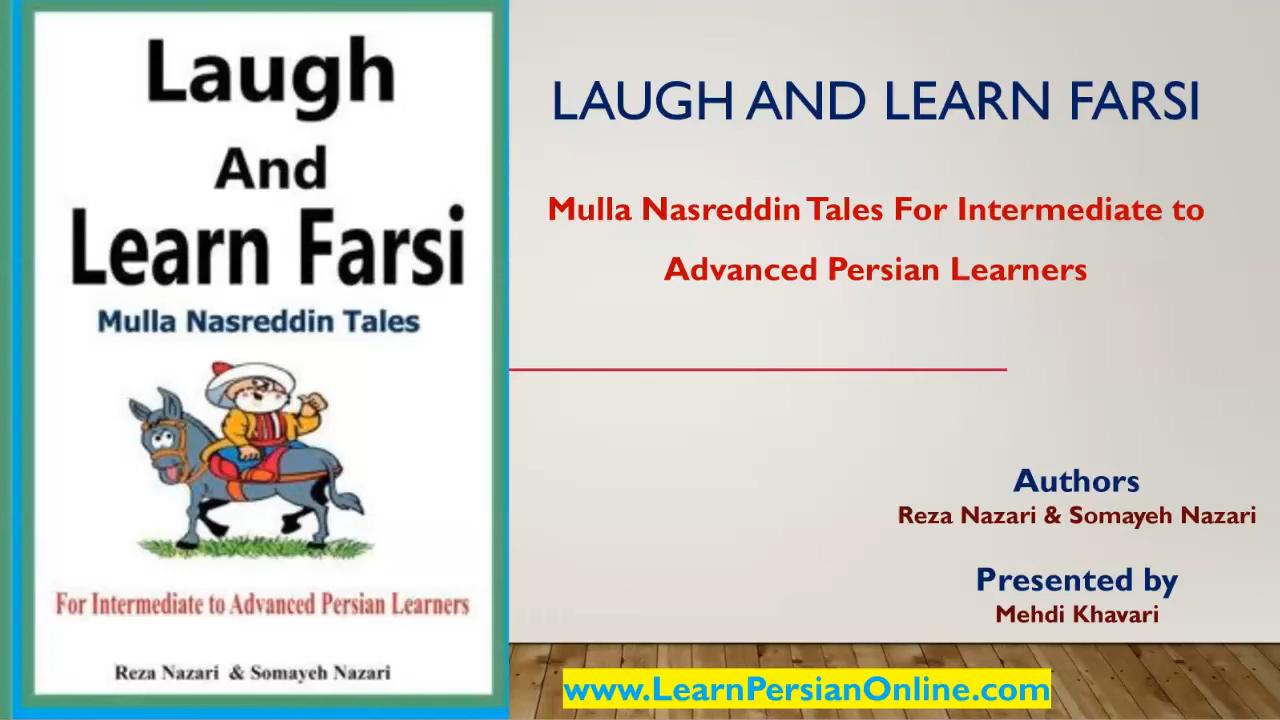 Laugh
And
Learn Farsi
Mulla Nasreddin Tales
For Intermediate to Advanced Persian Learners
Reza Nazari & Somayeh Nazari
LAUGH AND LEARN FARSI
Mulla Nasreddin Tales For Intermediate to
Advanced Persian Learners
Authors
Reza Nazari & Somayeh Nazari
Presented by
Mehdi Khavari
www.LearnPersianOnline.com